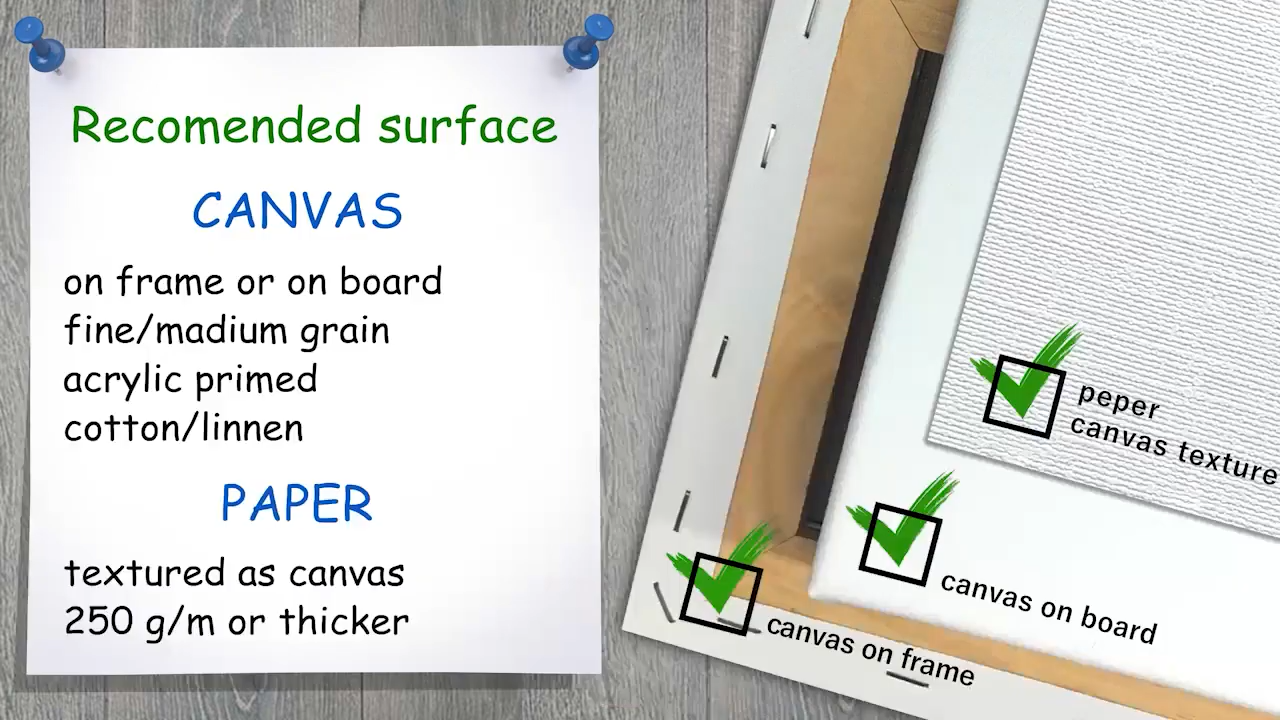 Recomended surface
CANVAS
on frame or on board
fine/madium grain
acrylic primed
cotton/linnen
PAPER
textured as canvas
250 g/m or thicker
peper
canvas texture
canvas on board
canvas on frame